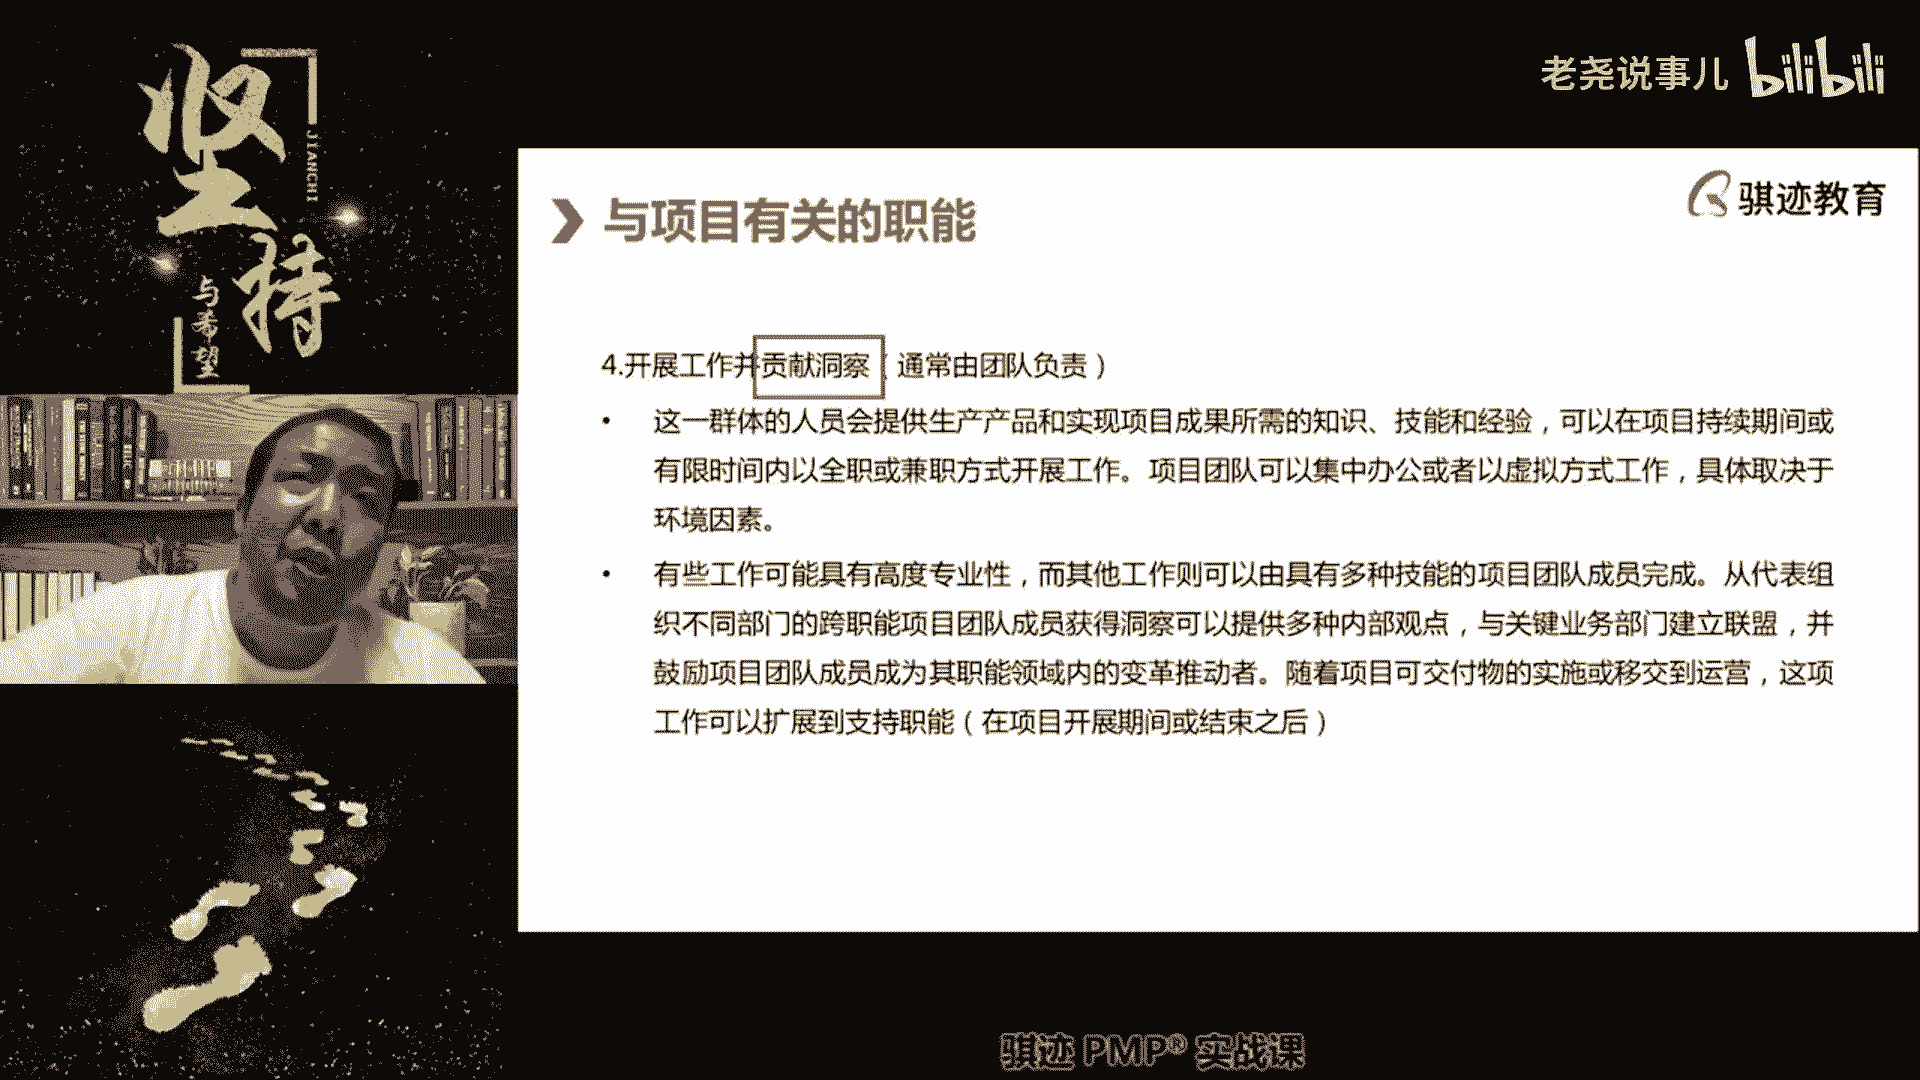 坚持
JIANCHI
与希望
老尧说事儿 bilibili
骐迹教育
与项目有关的职能
4.开展工作并贡献洞察（通常由团队负责）
• 这一群体的人员会提供生产产品和实现项目成果所需的知识、技能和经验，可以在项目持续期间或
有限时间内以全职或兼职方式开展工作。项目团队可以集中办公或者以虚拟方式工作，具体取决于
环境因素。
• 有些工作可能具有高度专业性，而其他工作则可以由具有多种技能的项目团队成员完成。从代表组
织不同部门的跨职能项目团队成员获得洞察可以提供多种内部观点，与关键业务部门建立联盟，并
鼓励项目团队成员成为其职能领域内的变革推动者。随着项目可交付物的实施或移交到运营，这项
工作可以扩展到支持职能（在项目开展期间或结束之后）
骐迹 PMP® 实战课